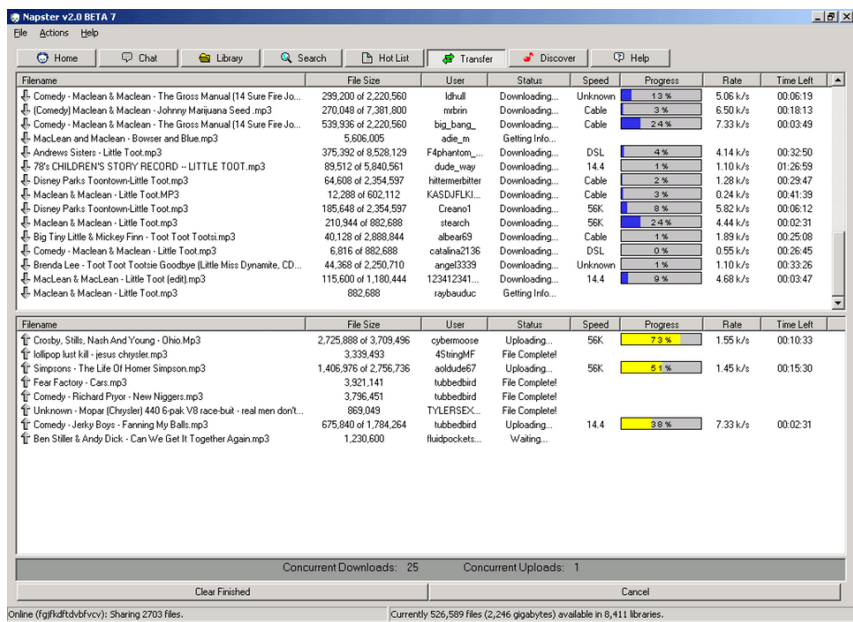 Napster v2.0 BETA 7
File Actions Help
Home Chat Library Search Hot List Transfer Discover Help
Filename File Size User Status Speed Progress Rate Time Left
Comedy - Maclean & Maclean - The Gross Manual (14 Sure Fire Jo... 299,200 of 2,220,560 ldhull Downloading... Unknown 13% 5.06 k/s 00:06:19
(Comedy) Maclean & Maclean - Johnny Marijuana Seed .mp3 270,048 of 7,381,800 mrbrin Downloading... Cable 3% 6.50 k/s 00:18:13
Comedy - Maclean & Maclean - The Gross Manual (14 Sure Fire Jo... 539,936 of 2,220,560 big_bang_ Downloading... Cable 24% 7.33 k/s 00:03:49
MacLean and Maclean - Bowser and Blue.mp3 5,606,005 adie_m Getting Info...
Andrews Sisters - Little Toot.mp3 375,392 of 8,528,129 F4phantom_... Downloading... DSL 4% 4.14 k/s 00:32:50
78's CHILDREN'S STORY RECORD -- LITTLE TOOT.mp3 89,512 of 5,840,561 dude_way Downloading... 14.4 1% 1.10 k/s 01:26:59
Disney Parks Toontown-Little Toot.mp3 64,608 of 2,354,597 hittermerbitter Downloading... Cable 2% 1.28 k/s 00:29:47
Maclean & Maclean - Little Toot.MP3 12,288 of 602,112 KASDJFLKI... Downloading... Cable 3% 0.24 k/s 00:41:39
Disney Parks Toontown-Little Toot.mp3 185,648 of 2,354,597 Creano1 Downloading... 56K 8% 5.82 k/s 00:06:12
Maclean & Maclean - Little Toot.mp3 210,944 of 882,688 stearch Downloading... 56K 24% 4.44 k/s 00:02:31
Big Tiny Little & Mickey Finn - Toot Toot Tootsi.mp3 40,128 of 2,888,844 albear69 Downloading... Cable 1% 1.89 k/s 00:25:08
Comedy - Maclean & Maclean - Little Toot.mp3 6,816 of 882,688 catalina2136 Downloading... DSL 0% 0.55 k/s 00:26:45
Brenda Lee - Toot Toot Tootsie Goodbye (Little Miss Dynamite, CD... 44,368 of 2,250,710 angel3339 Downloading... Unknown 1% 1.10 k/s 00:33:26
MacLean & MacLean - Little Toot (edit).mp3 115,600 of 1,180,444 123412341... Downloading... 14.4 9% 4.68 k/s 00:03:47
Maclean & Maclean - Little Toot.mp3 882,688 raybauduc Getting Info...
Filename File Size User Status Speed Progress Rate Time Left
Crosby, Stills, Nash And Young - Ohio.Mp3 2,725,888 of 3,709,496 cybermoose Uploading... 56K 73% 1.55 k/s 00:10:33
lollipop lust kill - jesus chrysler.mp3 3,339,493 4StringMF File Complete!
Simpsons - The Life Of Homer Simpson.mp3 1,406,976 of 2,756,736 aoldude67 Uploading... 56K 51% 1.45 k/s 00:15:30
Fear Factory - Cars.mp3 3,921,141 tubbedbird File Complete!
Comedy - Richard Pryor - New Niggers.mp3 3,796,451 tubbedbird File Complete!
Unknown - Mopar (Chrysler) 440 6-pak V8 race-buit - real men don't... 869,049 TYLERSEX... File Complete!
Comedy - Jerky Boys - Fanning My Balls.mp3 675,840 of 1,784,264 tubbedbird Uploading... 14.4 38% 7.33 k/s 00:02:31
Ben Stiller & Andy Dick - Can We Get It Together Again.mp3 1,230,600 fluidpockets... Waiting...
Concurrent Downloads: 25 Concurrent Uploads: 1
Clear Finished Cancel
Online (fgjfkdftdvbfvcv): Sharing 2703 files. Currently 526,589 files (2,246 gigabytes) available in 8,411 libraries.